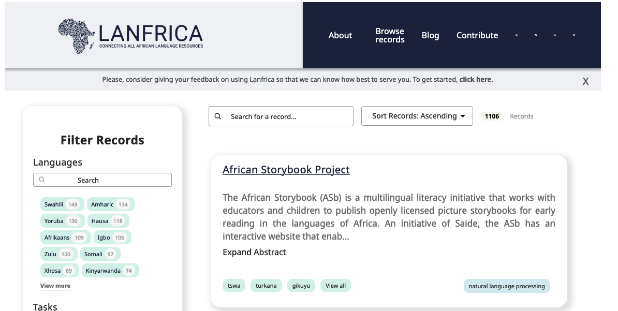 LANFRICA
CONNECTING ALL AFRICAN LANGUAGE RESOURCES
About
Browse
records
Blog
Contribute
Please, consider giving your feedback on using Lanfrica so that we can know how best to serve you. To get started, click here.
X
Filter Records
Languages
Search
Swahili 149 Amharic 134
Yoruba 130 Hausa 118
Afrikaans 109 Igbo 105
Zulu 100 Somali 97
Xhosa 89 Kinyarwanda 74
View more
Tasks
Search for a record...
Sort Records: Ascending
1106 Records
African Storybook Project
The African Storybook (ASb) is a multilingual literacy initiative that works with
educators and children to publish openly licensed picture storybooks for early
reading in the languages of Africa. An initiative of Saide, the ASb has an
interactive website that enab...
Expand Abstract
tswa turkana gikuyu View all
natural language processing